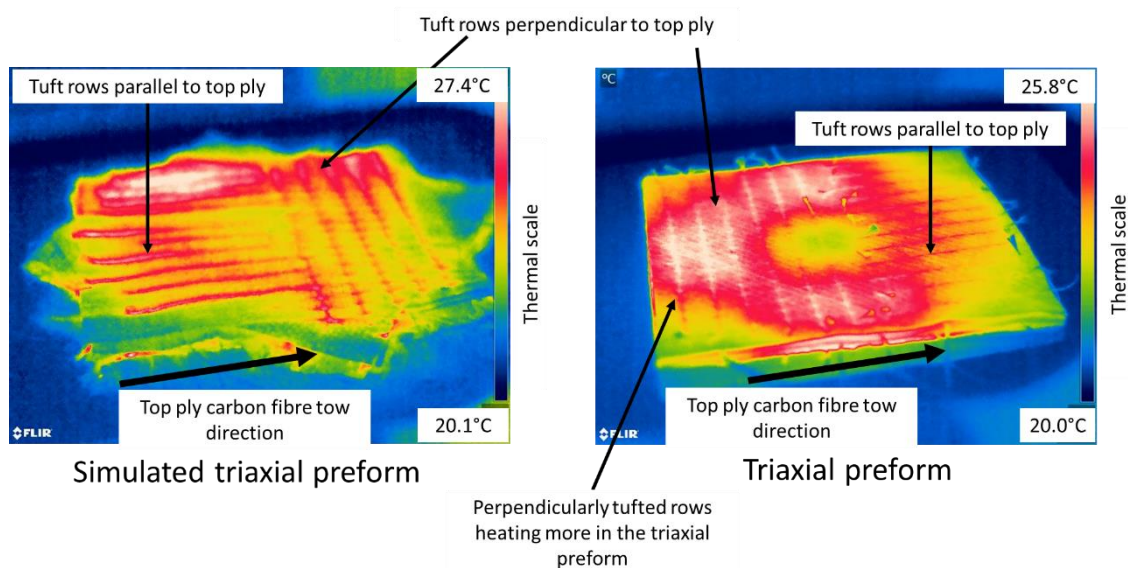 Tuft rows perpendicular to top ply
Tuft rows parallel to top ply
27.4°C
Thermal scale
20.1°C
Top ply carbon fibre tow
direction
FLIR
Simulated triaxial preform
°C
25.8°C
Tuft rows parallel to top ply
Thermal scale
20.0°C
Top ply carbon fibre tow
direction
FLIR
Triaxial preform
Perpendicularly tufted rows
heating more in the triaxial
preform